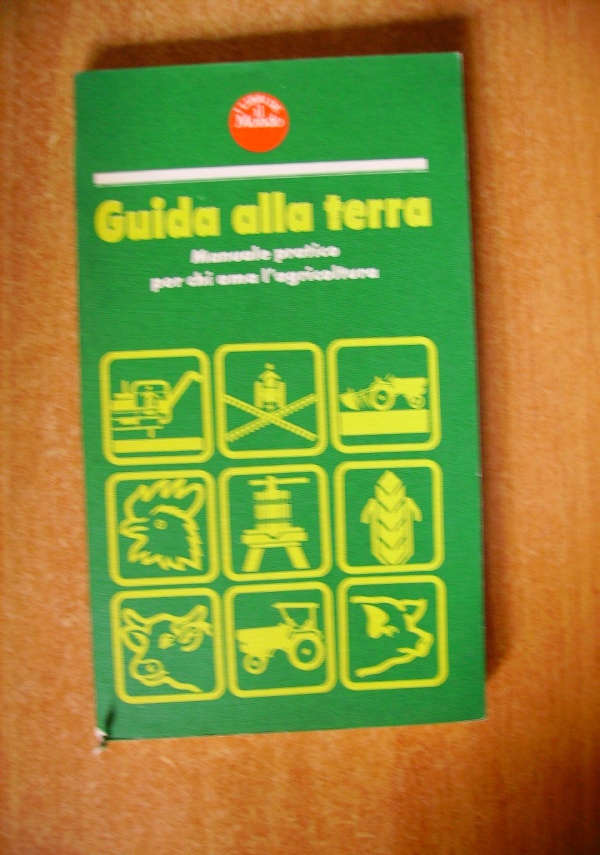 Guida alla terra
Manuale pratico
per chi ama l'agricoltura